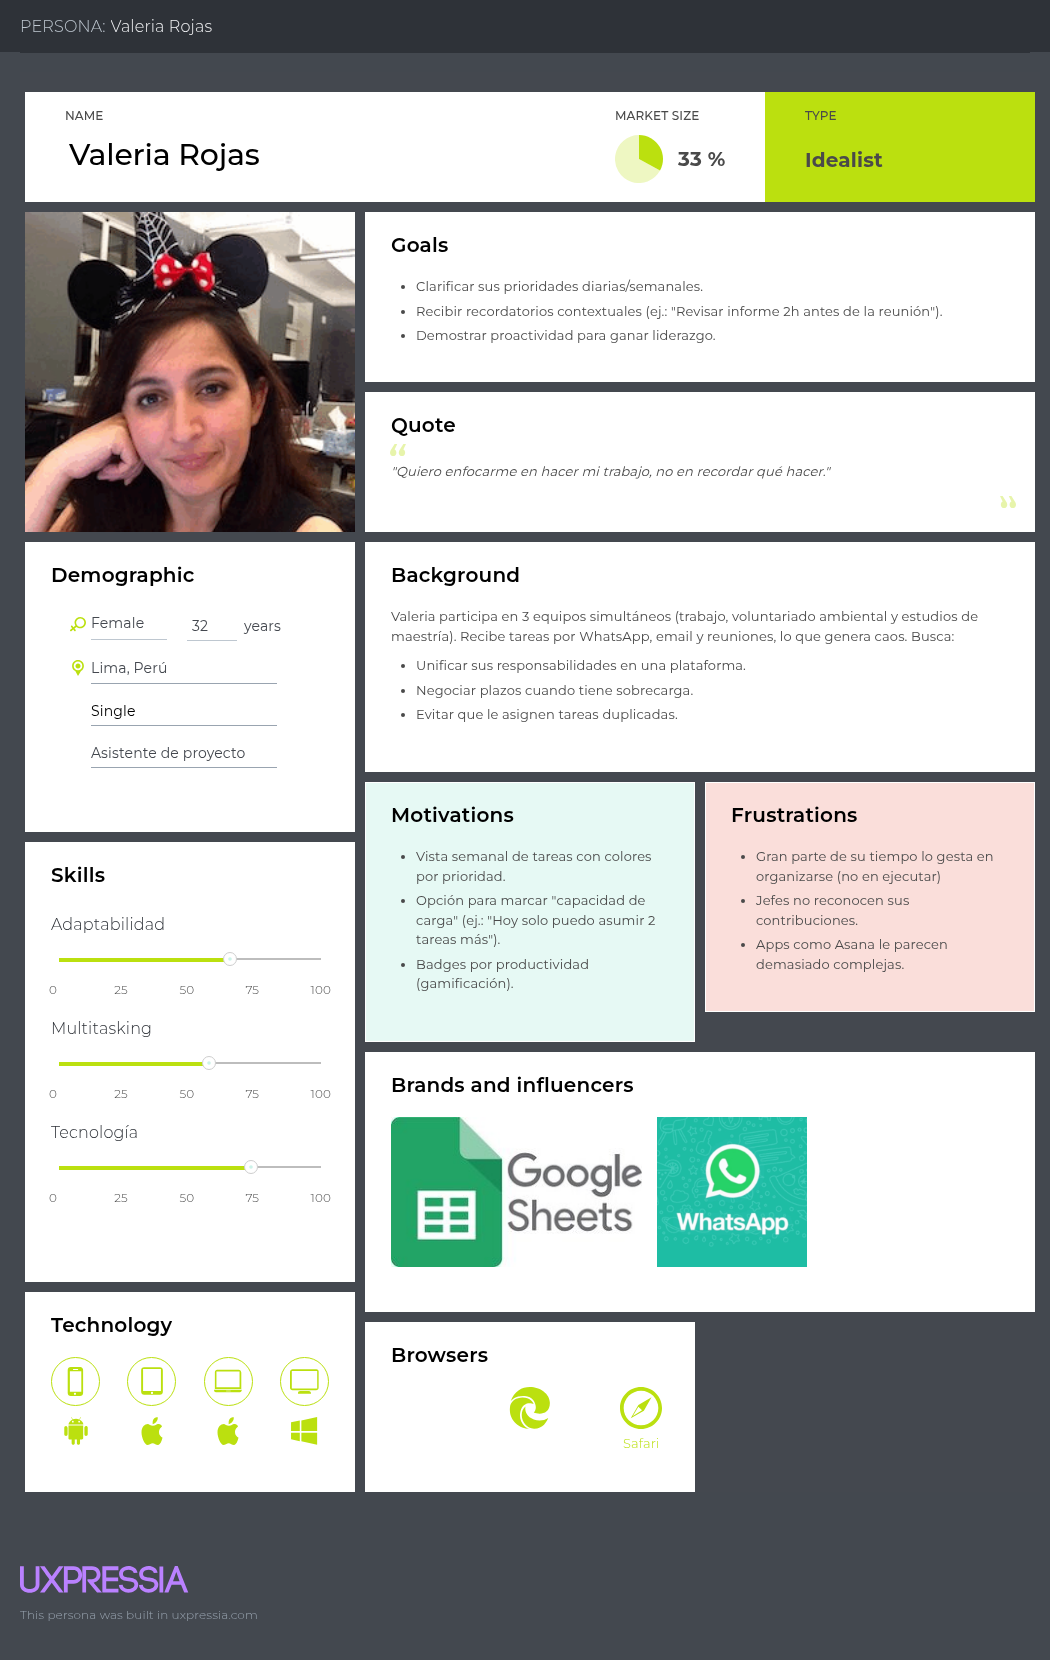 PERSONA: Valeria Rojas
NAME
Valeria Rojas
MARKET SIZE
33 %
TYPE
Idealist
Goals
Clarificar sus prioridades diarias/semanales.
Recibir recordatorios contextuales (ej.: "Revisar informe 2h antes de la reunión").
Demostrar proactividad para ganar liderazgo.
Quote
“
"Quiero enfocarme en hacer mi trabajo, no en recordar qué hacer."
”
Demographic
Female
32 years
Lima, Perú
Single
Asistente de proyecto
Background
Valeria participa en 3 equipos simultáneos (trabajo, voluntariado ambiental y estudios de
maestría). Recibe tareas por WhatsApp, email y reuniones, lo que genera caos. Busca:
Unificar sus responsabilidades en una plataforma.
Negociar plazos cuando tiene sobrecarga.
Evitar que le asignen tareas duplicadas.
Skills
Adaptabilidad
0 25 50 75 100
Multitasking
0 25 50 75 100
Tecnología
0 25 50 75 100
Motivations
Vista semanal de tareas con colores
por prioridad.
Opción para marcar "capacidad de
carga" (ej.: "Hoy solo puedo asumir 2
tareas más").
Badges por productividad
(gamificación).
Frustrations
Gran parte de su tiempo lo gesta en
organizarse (no en ejecutar)
Jefes no reconocen sus
contribuciones.
Apps como Asana le parecen
demasiado complejas.
Brands and influencers
Google
Sheets
WhatsApp
Technology
Browsers
Safari
UXPRESSIA
This persona was built in uxpressia.com